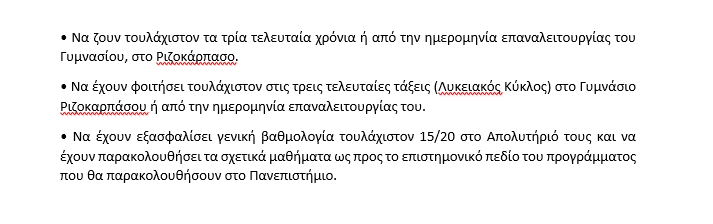 • Να ζουν τουλάχιστον τα τρία τελευταία χρόνια ή από την ημερομηνία επαναλειτουργίας του
Γυμνασίου, στο Ριζοκάρπασο.
• Να έχουν φοιτήσει τουλάχιστον στις τρεις τελευταίες τάξεις (Λυκειακός Κύκλος) στο Γυμνάσιο
Ριζοκαρπάσου ή από την ημερομηνία επαναλειτουργίας του.
• Να έχουν εξασφαλίσει γενική βαθμολογία τουλάχιστον 15/20 στο Απολυτήριό τους και να
έχουν παρακολουθήσει τα σχετικά μαθήματα ως προς το επιστημονικό πεδίο του προγράμματος
που θα παρακολουθήσουν στο Πανεπιστήμιο.